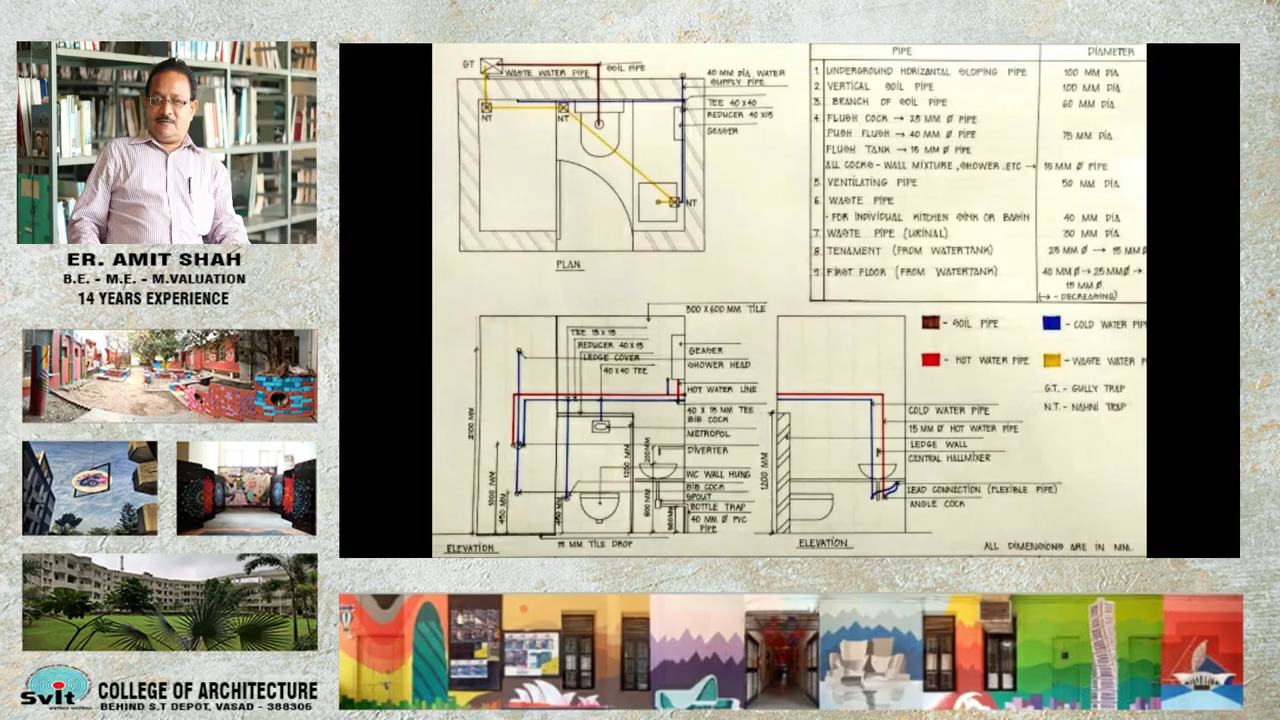 ER. AMIT SHAH
B.E. - M.E. - M.VALUATION
14 YEARS EXPERIENCE
SVIT
COLLEGE OF ARCHITECTURE
BEHIND S.T DEPOT, VASAD - 388306
GT
WASTE WATER PIPE
SOIL PIPE
40 MM DIA WATER
SUPPLY PIPE
TEE 40X40
REDUCER 40 X15
GEASER
NT
NT
NT
PLAN
PIPE DIAMETER
1. UNDERGROUND HORIZONTAL SLOPING PIPE 100 MM DIA
2. VERTICAL SOIL PIPE 100 MM DIA
3. BRANCH OF SOIL PIPE 60 MM DIA
4. FLUSH COCK → 25 MM Ø PIPE
PUSH FLUSH → 40 MM Ø PIPE 75 MM DIA
FLUSH TANK → 15 MM Ø PIPE
ALL COCKS - WALL MIXTURE, SHOWER.. ETC → 15 MM Ø PIPE
5. VENTILATING PIPE 50 MM DIA
6. WASTE PIPE
- FOR INDIVIDUAL KITCHEN SINK OR BASIN 40 MM DIA
7. WASTE PIPE (URINAL) 30 MM DIA
8. TENAMENT (FROM WATERTANK) 25 MM Ø → 15 MM Ø
9. FIRST FLOOR (FROM WATERTANK) 40 MM Ø → 25 MM Ø →
15 MM Ø
(→ - DECREASING)
- SOIL PIPE
- COLD WATER PIP
- HOT WATER PIPE
- WASTE WATER P
G.T. - GULLY TRAP
N.T. - NAHNI TRAP
300 X 600 MM TILE
TEE 15 X 15
REDUCER 40 X 15
LEDGE COVER
40 X 40 TEE
GEASER
SHOWER HEAD
HOT WATER LINE
40 X 15 MM TEE
BIB COCK
METROPOL
DIVERTER
WC WALL HUNG
BIB COCK
SPOUT
BOTTLE TRAP
40 MM Ø PVC
PIPE
2100 MM
1000 MM
450 MM
1200 MM
ELEVATION
15 MM TILE DROP
1200 MM
COLD WATER PIPE
15 MM Ø HOT WATER PIPE
LEDGE WALL
CENTRAL HALLMIXER
LEAD CONNECTION (FLEXIBLE PIPE)
ANGLE COCK
ELEVATION
ALL DIMENSIONS ARE IN MM.